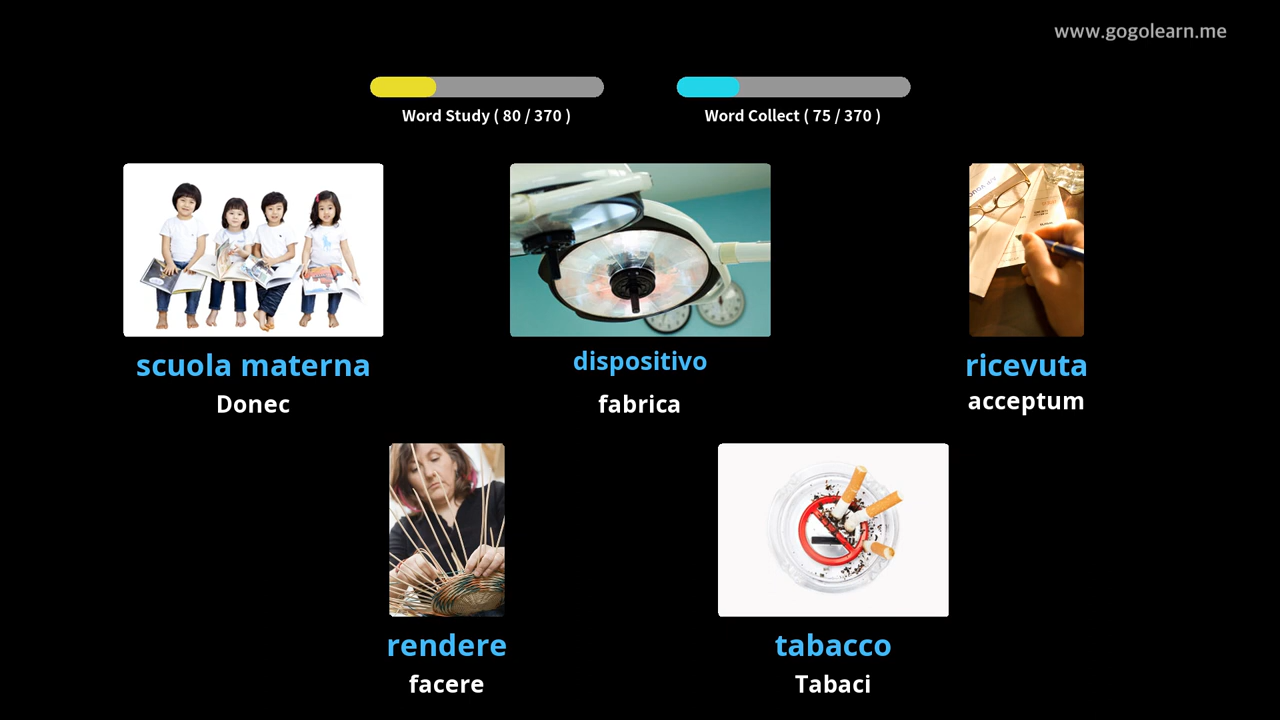 www.gogolearn.me
Word Study ( 80 / 370 )
Word Collect ( 75 / 370 )
scuola materna
Donec
dispositivo
fabrica
ricevuta
acceptum
rendere
facere
tabacco
Tabaci